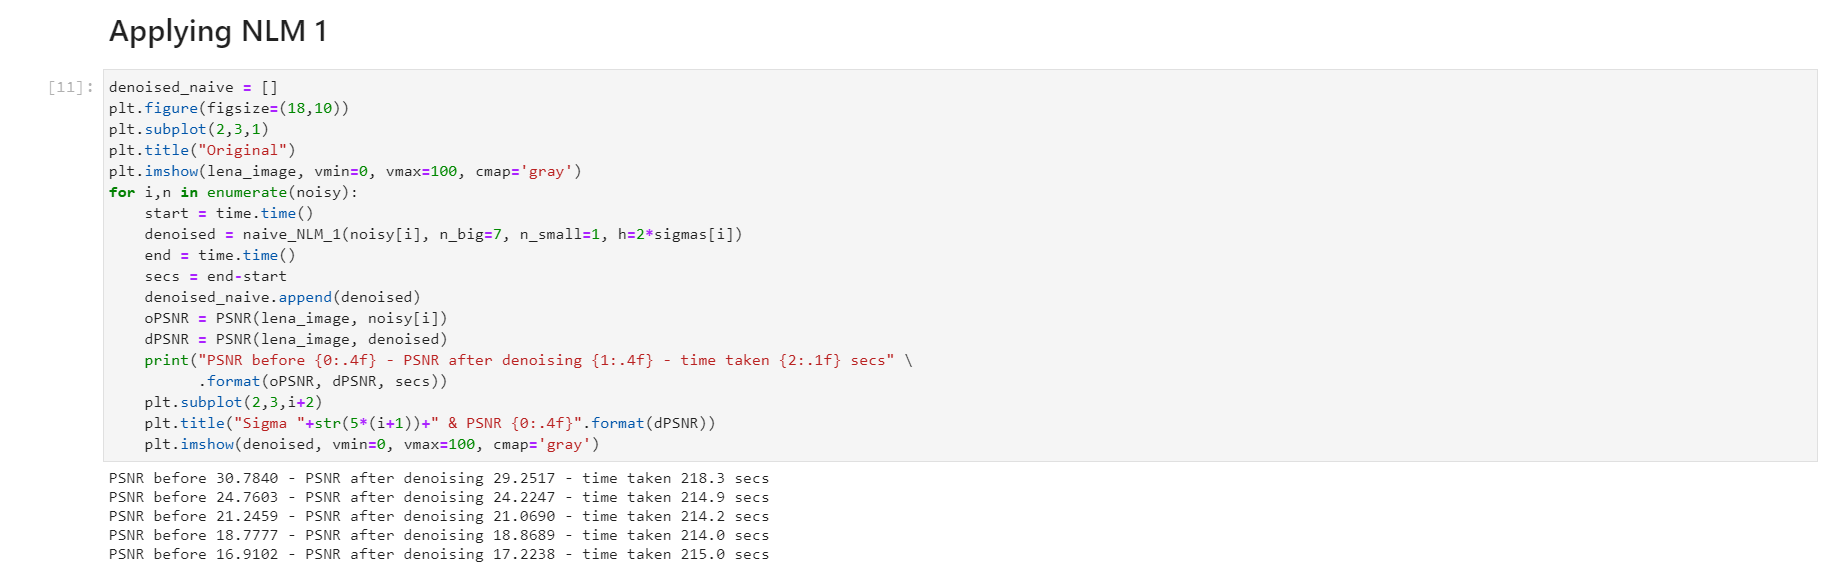 Applying NLM 1
[11]:
denoised_naive = []
plt.figure(figsize=(18,10))
plt.subplot(2,3,1)
plt.title("Original")
plt.imshow(lena_image, vmin=0, vmax=100, cmap='gray')
for i,n in enumerate(noisy):
    start = time.time()
    denoised = naive_NLM_1(noisy[i], n_big=7, n_small=1, h=2*sigmas[i])
    end = time.time()
    secs = end-start
    denoised_naive.append(denoised)
    oPSNR = PSNR(lena_image, noisy[i])
    dPSNR = PSNR(lena_image, denoised)
    print("PSNR before {0:.4f} - PSNR after denoising {1:.4f} - time taken {2:.1f} secs" \
          .format(oPSNR, dPSNR, secs))
    plt.subplot(2,3,i+2)
    plt.title("Sigma "+str(5*(i+1))+" & PSNR {0:.4f}".format(dPSNR))
    plt.imshow(denoised, vmin=0, vmax=100, cmap='gray')
PSNR before 30.7840 - PSNR after denoising 29.2517 - time taken 218.3 secs
PSNR before 24.7603 - PSNR after denoising 24.2247 - time taken 214.9 secs
PSNR before 21.2459 - PSNR after denoising 21.0690 - time taken 214.2 secs
PSNR before 18.7777 - PSNR after denoising 18.8689 - time taken 214.0 secs
PSNR before 16.9102 - PSNR after denoising 17.2238 - time taken 215.0 secs